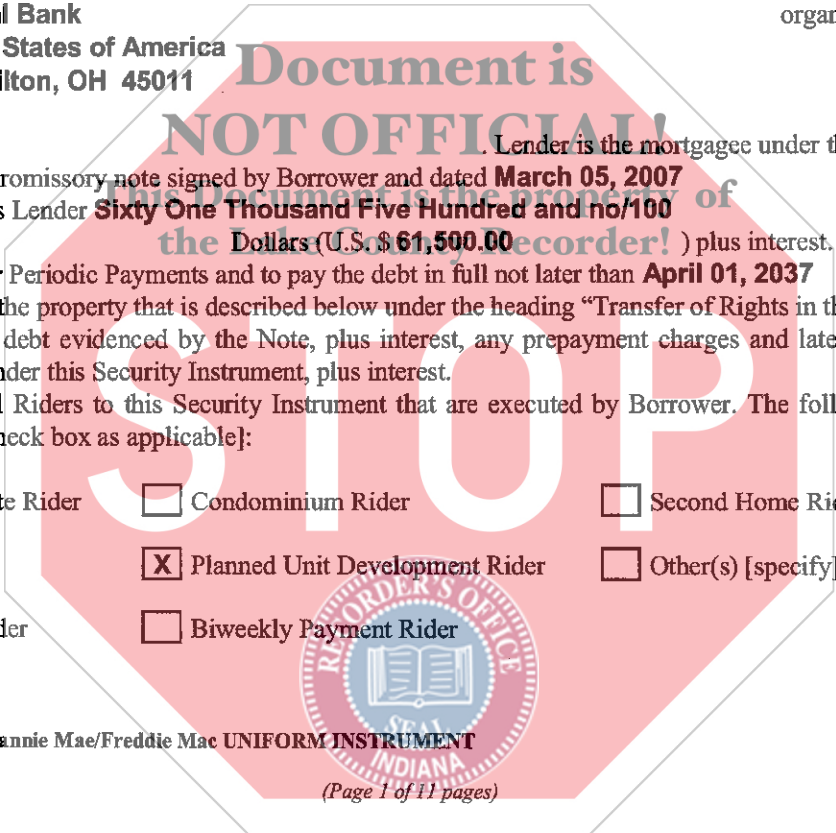 l Bank
organ
States of America
ilton, OH 45011
Document is
NOT OFFICIAL!
. Lender is the mortgagee under th
romissory note signed by Borrower and dated March 05, 2007
This Document is the property of
s Lender Sixty One Thousand Five Hundred and no/100
the Lake County Recorder!
Dollars (U.S. $ 61,500.00 ) plus interest.
r Periodic Payments and to pay the debt in full not later than April 01, 2037
the property that is described below under the heading “Transfer of Rights in th
debt evidenced by the Note, plus interest, any prepayment charges and late
nder this Security Instrument, plus interest.
l Riders to this Security Instrument that are executed by Borrower. The foll
heck box as applicable]:
STOP
te Rider Condominium Rider Second Home Rid
X Planned Unit Development Rider Other(s) [specify]
der Biweekly Payment Rider
RECORDER'S OFFICE
SEAL
INDIANA
annie Mae/Freddie Mac UNIFORM INSTRUMENT
(Page 1 of 11 pages)